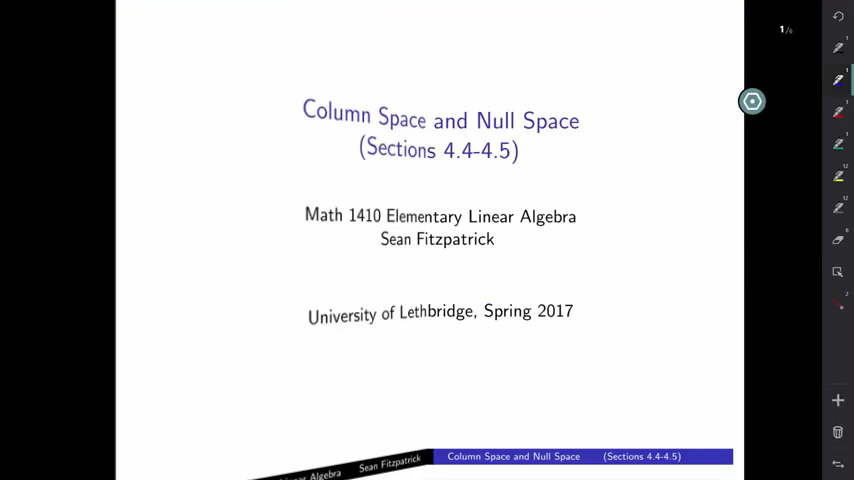 1/6
Column Space and Null Space
(Sections 4.4-4.5)
Math 1410 Elementary Linear Algebra
Sean Fitzpatrick
University of Lethbridge, Spring 2017
Linear Algebra Sean Fitzpatrick Column Space and Null Space (Sections 4.4-4.5)